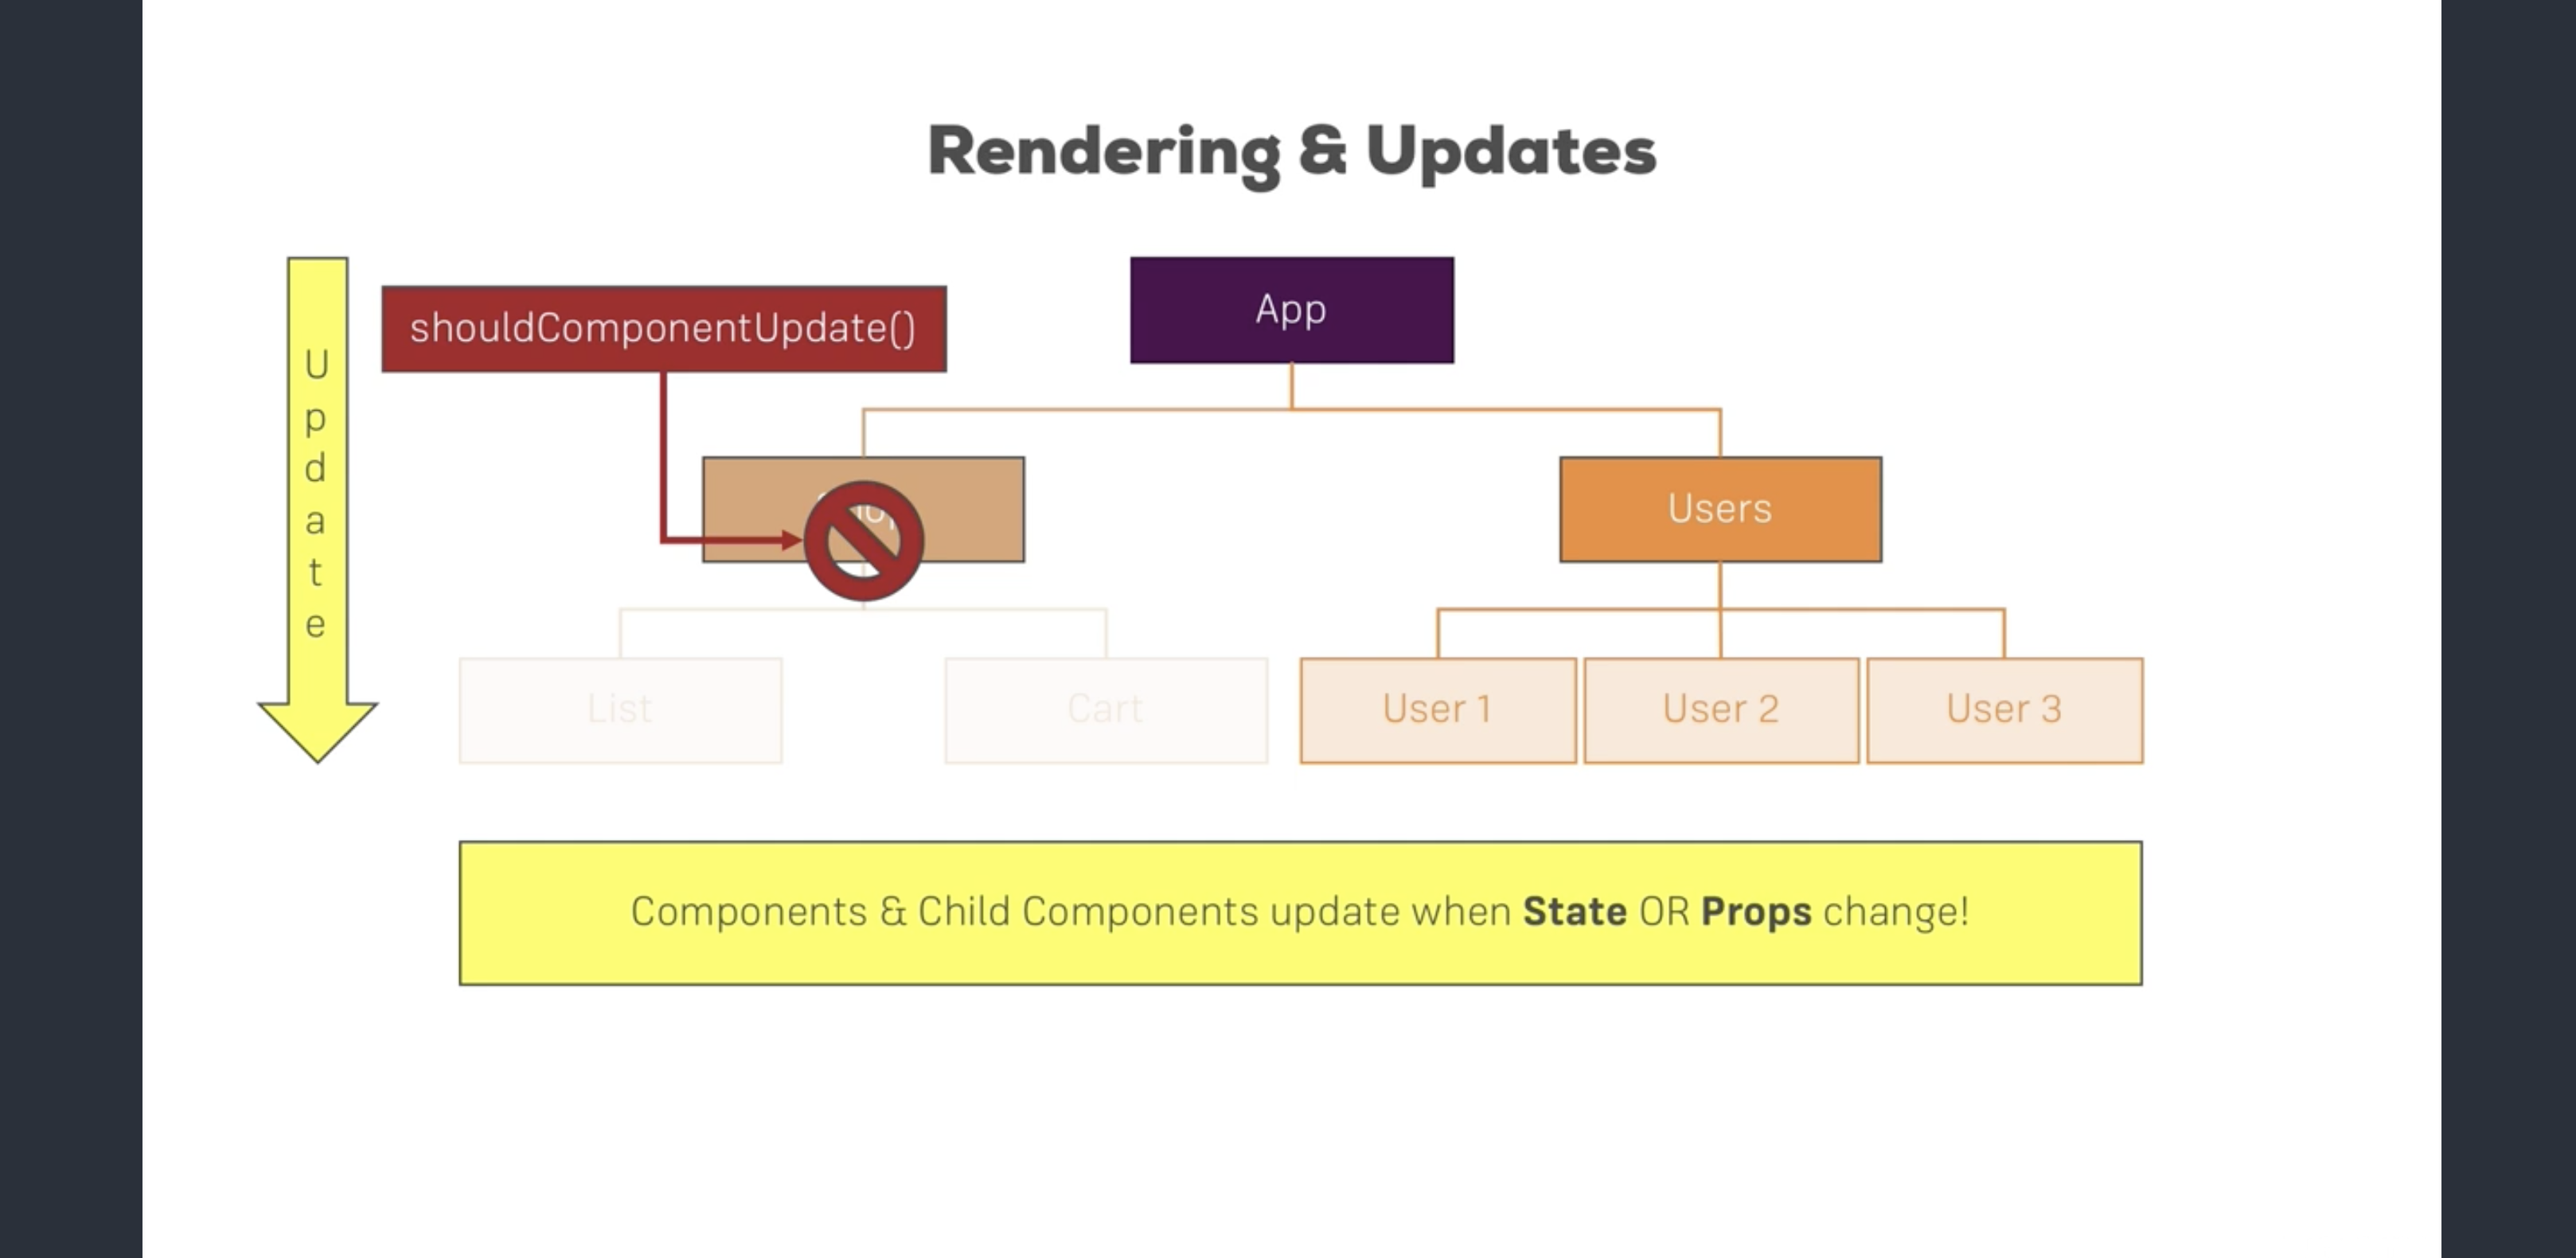 Rendering & Updates
Update
shouldComponentUpdate()
App
Users
List
Cart
User 1
User 2
User 3
Components & Child Components update when State OR Props change!